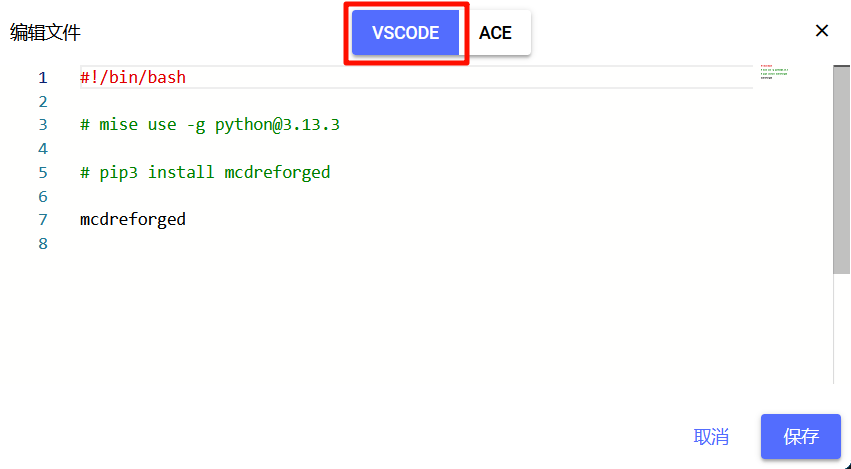 编辑文件
VSCODE ACE
1 #!/bin/bash
2
3 # mise use -g python@3.13.3
4
5 # pip3 install mcdreforged
6
7 mcdreforged
8
取消 保存